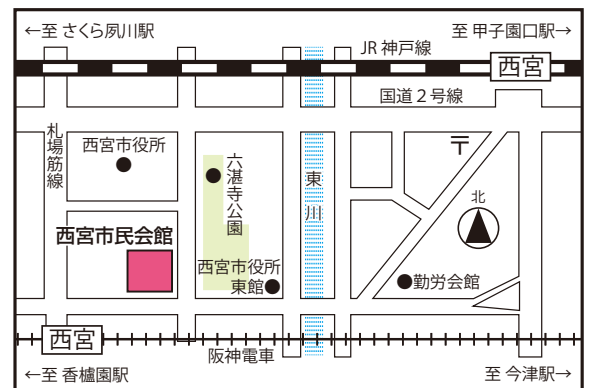 ←至 さくら夙川駅
至 甲子園口駅→
JR 神戸線
西宮
国道２号線
札場筋線
西宮市役所
六湛寺公園
東川
〒
北
西宮市民会館
西宮市役所
東館
勤労会館
西宮
阪神電車
←至 香櫨園駅
至 今津駅→